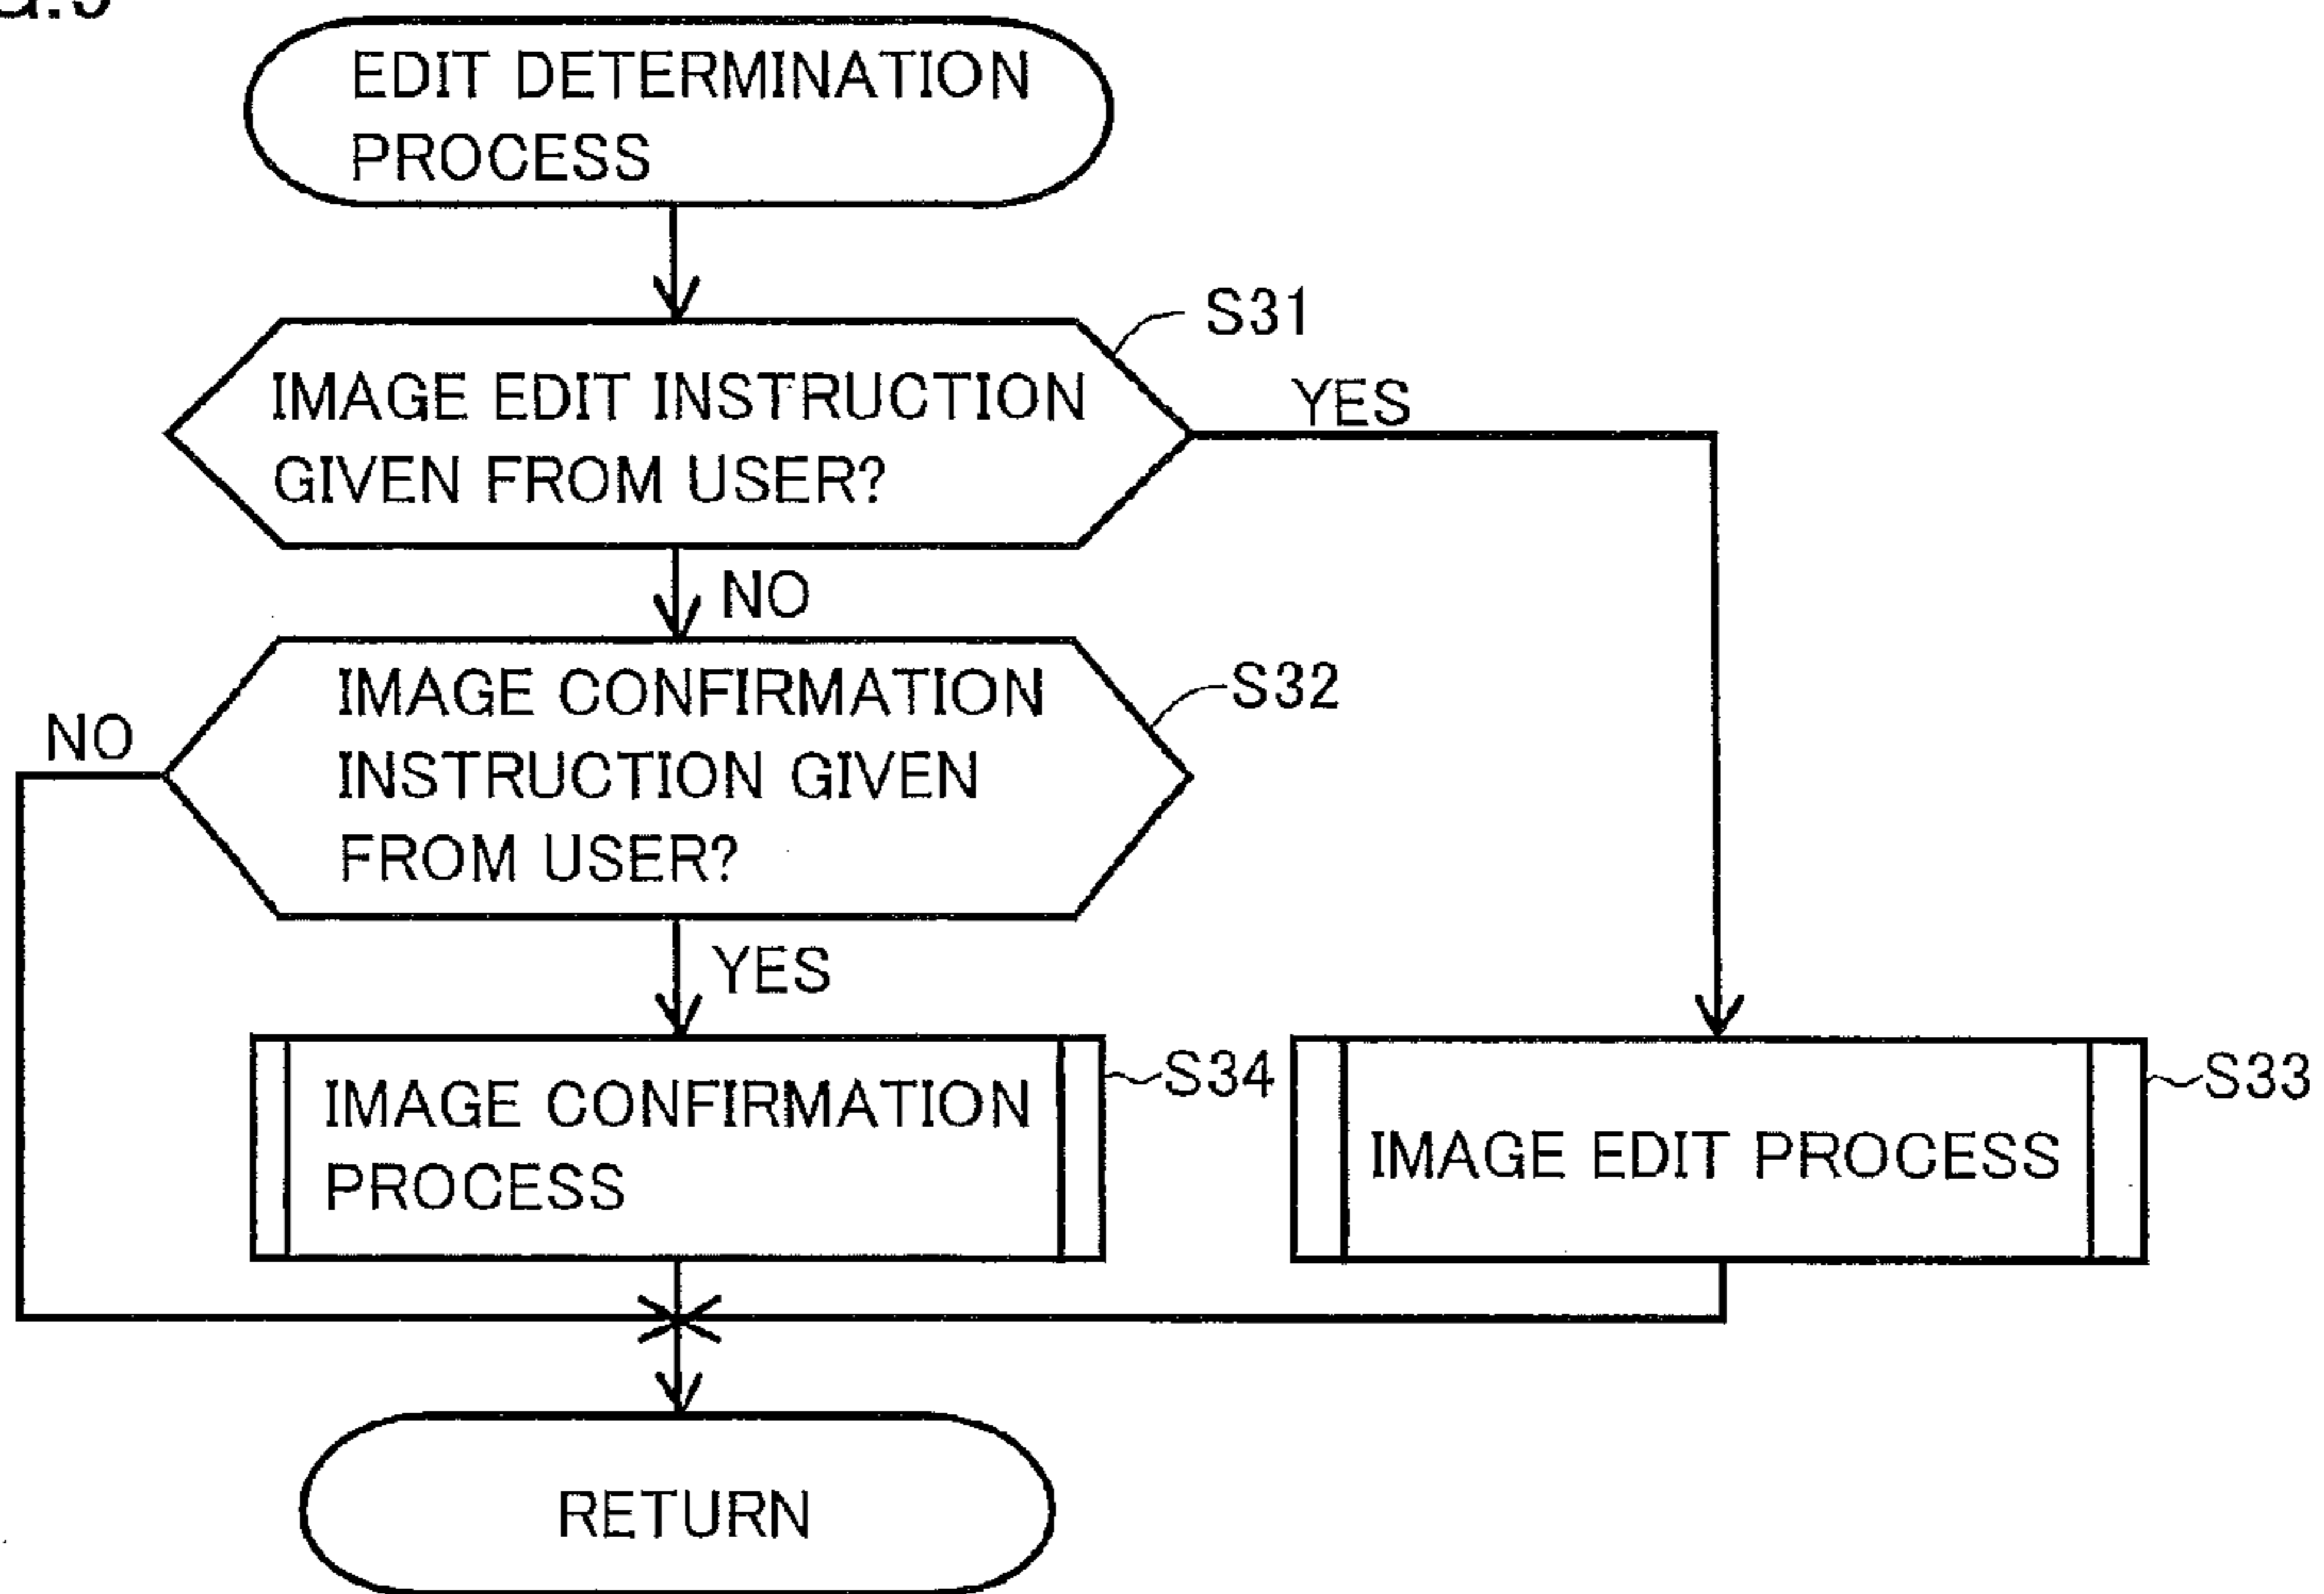 EDIT DETERMINATION
PROCESS
S31
IMAGE EDIT INSTRUCTION
GIVEN FROM USER?
YES
NO
S32
IMAGE CONFIRMATION
INSTRUCTION GIVEN
FROM USER?
NO
YES
S34
IMAGE CONFIRMATION
PROCESS
S33
IMAGE EDIT PROCESS
RETURN